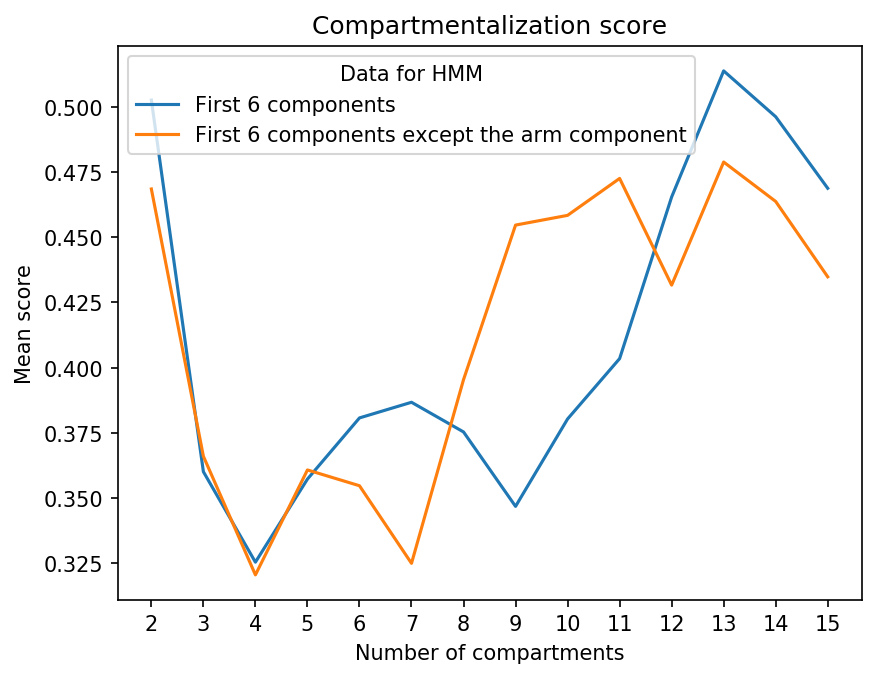 Compartmentalization score
Data for HMM
First 6 components
First 6 components except the arm component
Mean score
0.500
0.475
0.450
0.425
0.400
0.375
0.350
0.325
2 3 4 5 6 7 8 9 10 11 12 13 14 15
Number of compartments